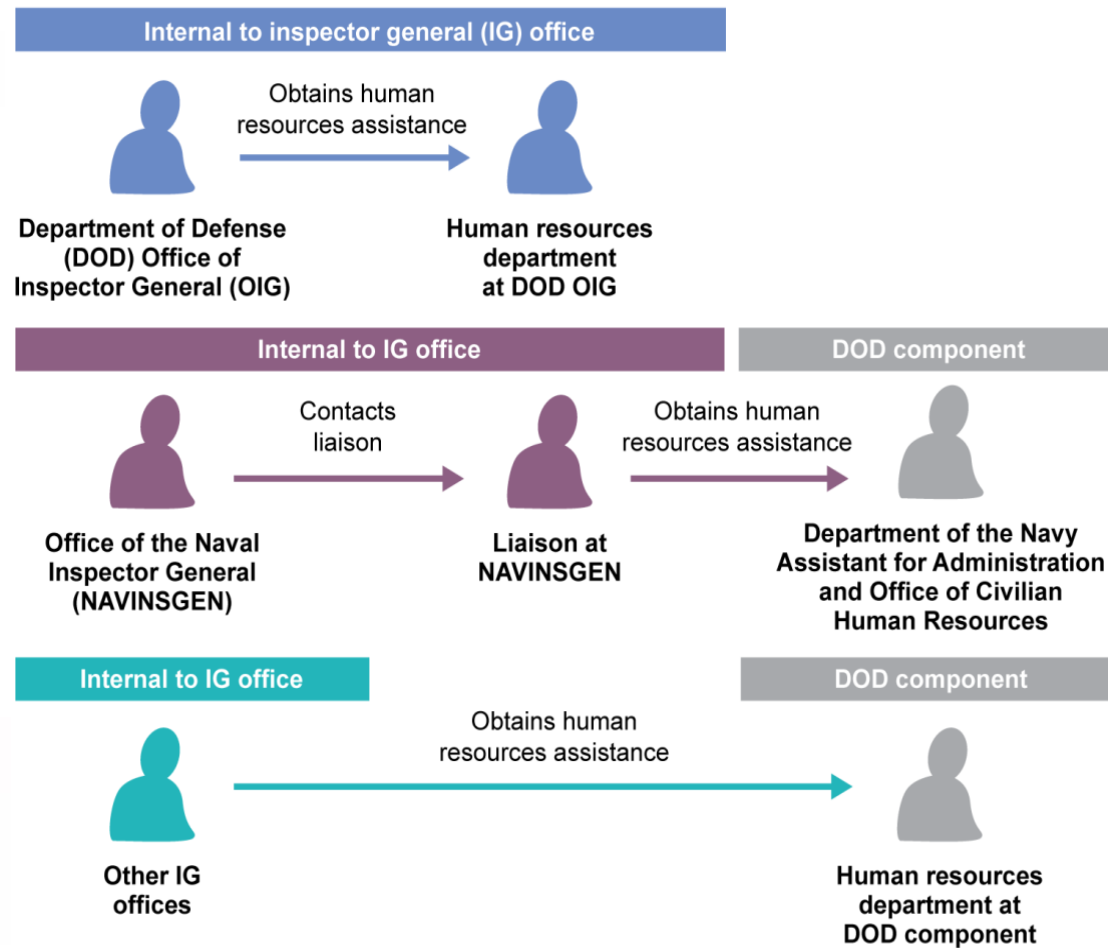 Internal to inspector general (IG) office
Obtains human
resources assistance
Department of Defense
(DOD) Office of
Inspector General (OIG)
Human resources
department
at DOD OIG
Internal to IG office
DOD component
Contacts
liaison
Obtains human
resources assistance
Office of the Naval
Inspector General
(NAVINSGEN)
Liaison at
NAVINSGEN
Department of the Navy
Assistant for Administration
and Office of Civilian
Human Resources
Internal to IG office
DOD component
Obtains human
resources assistance
Other IG
offices
Human resources
department at
DOD component